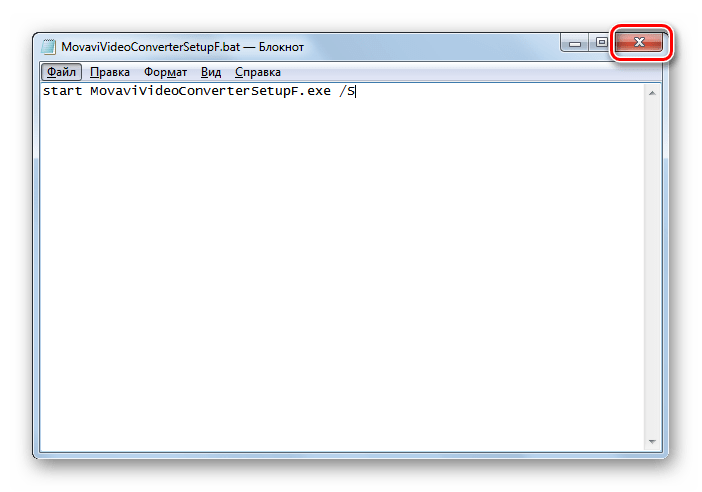 MovaviVideoConverterSetupF.bat — Блокнот
Файл Правка Формат Вид Справка
start MovaviVideoConverterSetupF.exe /S